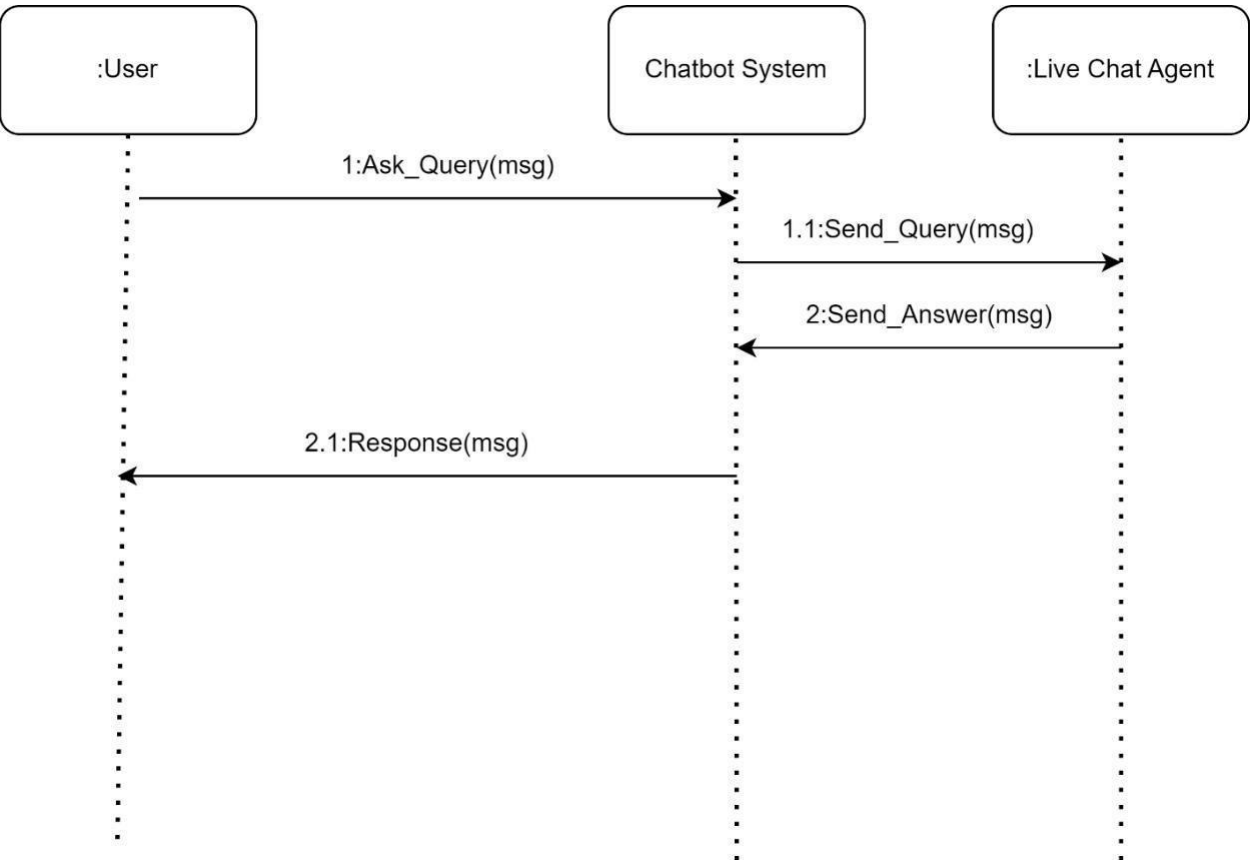 :User
Chatbot System
:Live Chat Agent
1:Ask_Query(msg)
1.1:Send_Query(msg)
2:Send_Answer(msg)
2.1:Response(msg)